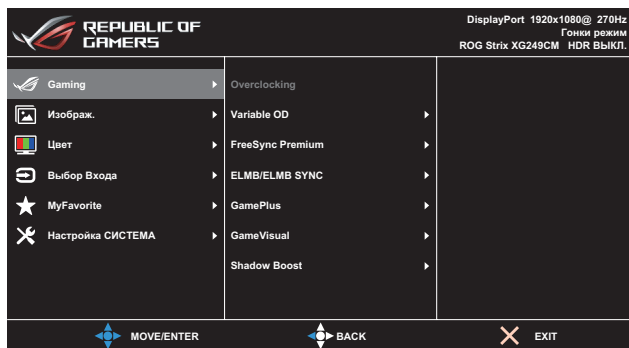 REPUBLIC OF
GAMERS
DisplayPort 1920x1080@ 270Hz
Гонки режим
ROG Strix XG249CM HDR ВЫКЛ.
Gaming
Изображ.
Цвет
Выбор Входа
MyFavorite
Настройка СИСТЕМА
Overclocking
Variable OD
FreeSync Premium
ELMB/ELMB SYNC
GamePlus
GameVisual
Shadow Boost
MOVE/ENTER
BACK
EXIT